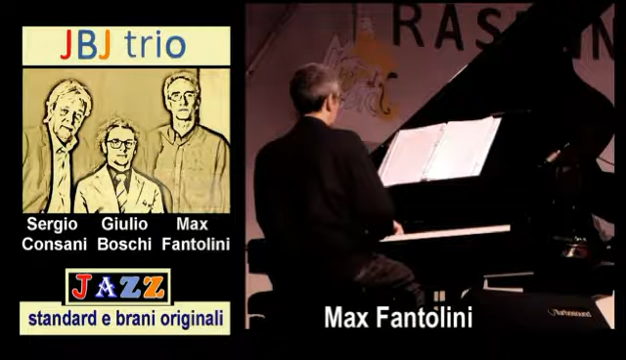 JBJ trio
Sergio Consani
Giulio Boschi
Max Fantolini
JAZZ
standard e brani originali
Max Fantolini